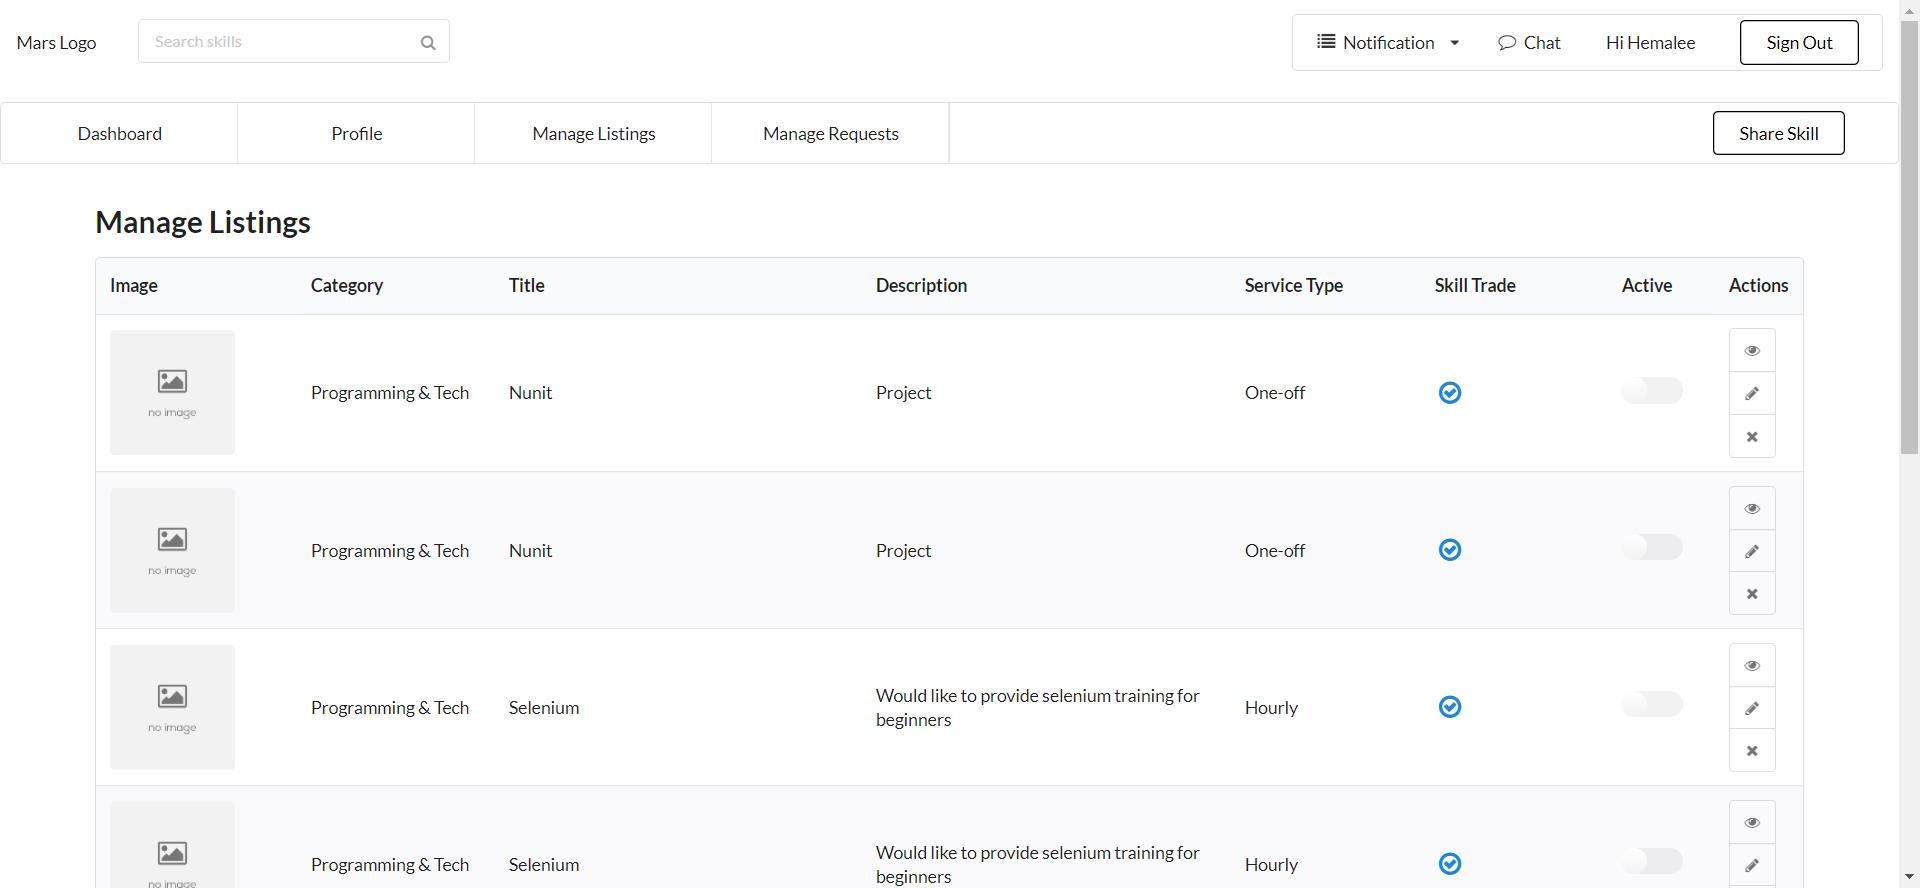 Mars Logo
Search skills
Notification
Chat
Hi Hemalee
Sign Out
Dashboard
Profile
Manage Listings
Manage Requests
Share Skill
Manage Listings
Image Category Title Description Service Type Skill Trade Active Actions
no image
Programming & Tech Nunit Project One-off
no image
Programming & Tech Nunit Project One-off
no image
Programming & Tech Selenium
Would like to provide selenium training for
beginners
Hourly
no image
Programming & Tech Selenium
Would like to provide selenium training for
beginners
Hourly